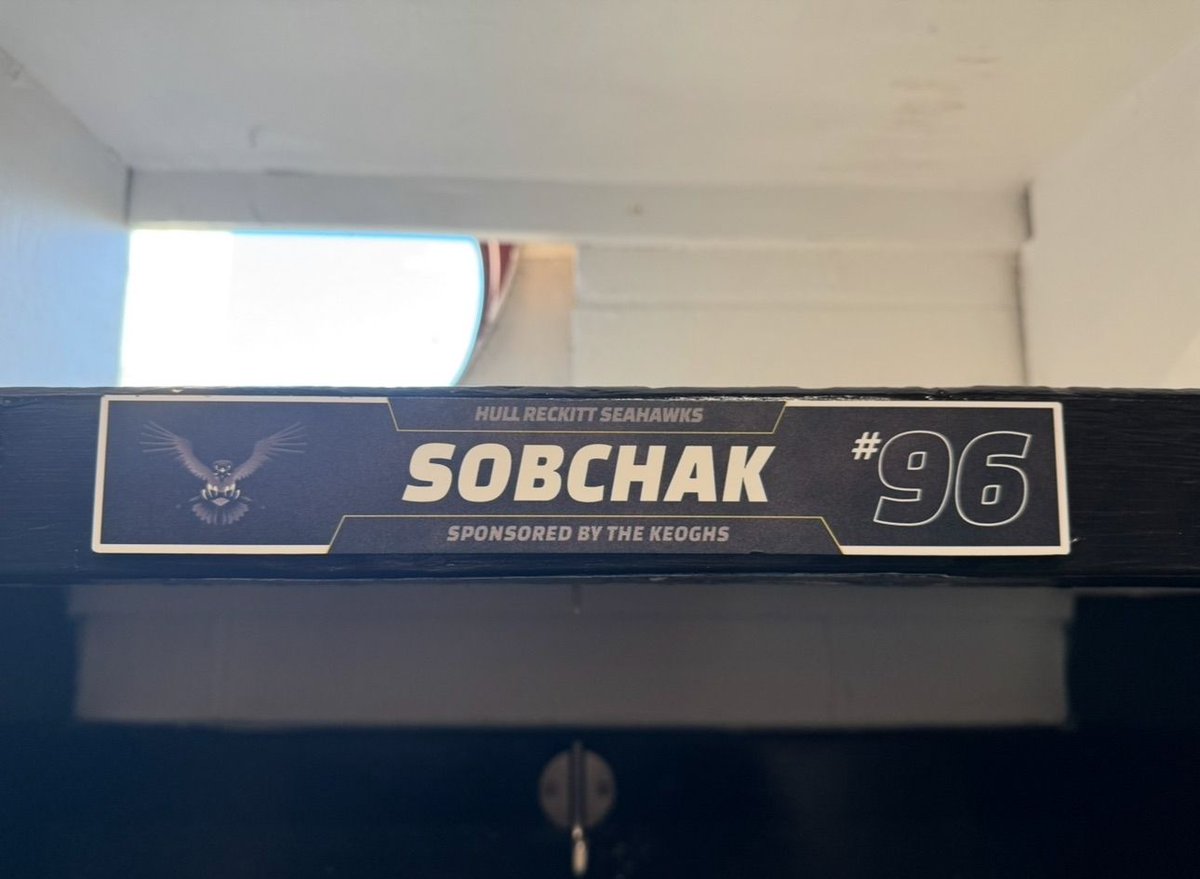 HULL RECKITT SEAHAWKS
SOBCHAK
#96
SPONSORED BY THE KEOGHS